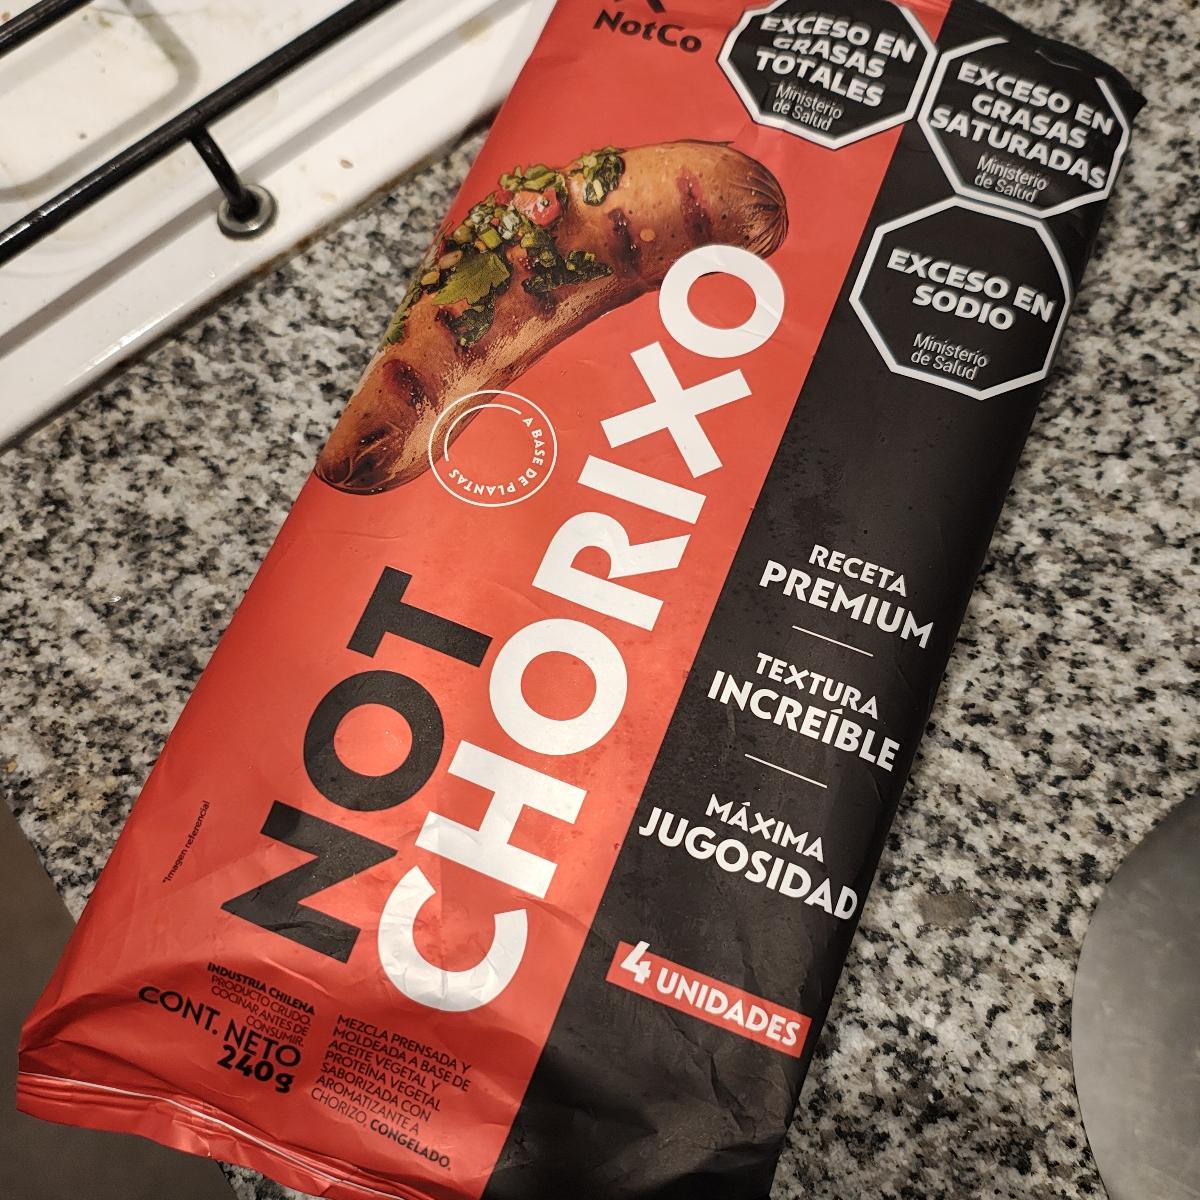 NotCo
EXCESO EN
GRASAS
TOTALES
Ministerio
de Salud
EXCESO EN
GRASAS
SATURADAS
Ministerio
de Salud
EXCESO EN
SODIO
Ministerio
de Salud
A BASE DE PLANTAS
NOT
CHORIXO
RECETA
PREMIUM
TEXTURA
INCREÍBLE
MÁXIMA
JUGOSIDAD
4 UNIDADES
*Imagen referencial
INDUSTRIA CHILENA
PRODUCTO CRUDO.
COCINAR ANTES DE
CONSUMIR.
CONT. NETO
240g
MEZCLA PRENSADA Y
MOLDEADA A BASE DE
ACEITE VEGETAL Y
PROTEÍNA VEGETAL
SABORIZADA CON
AROMATIZANTE A
CHORIZO, CONGELADO.